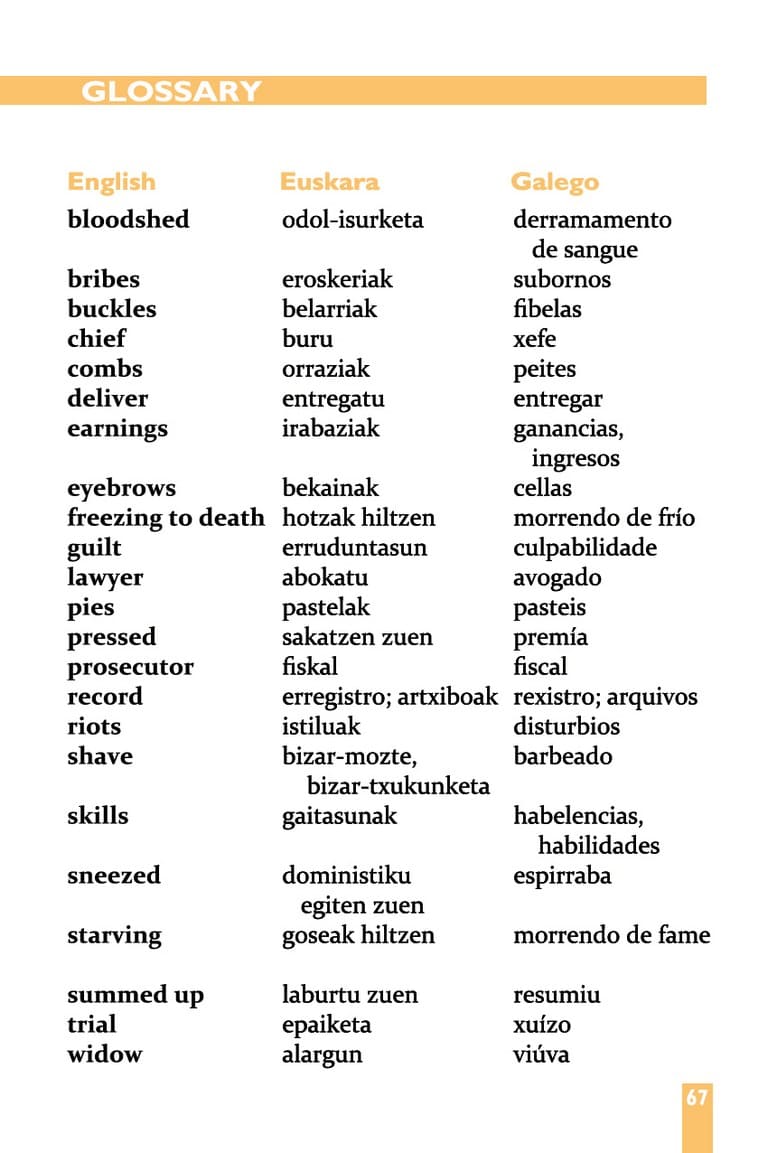 GLOSSARY
English Euskara Galego
bloodshed odol-isurketa derramamento
de sangue
bribes eroskeriak subornos
buckles belarriak fibelas
chief buru xefe
combs orraziak peites
deliver entregatu entregar
earnings irabaziak ganancias,
ingresos
eyebrows bekainak cellas
freezing to death hotzak hiltzen morrendo de frío
guilt erruduntasun culpabilidade
lawyer abokatu avogado
pies pastelak pasteis
pressed sakatzen zuen premía
prosecutor fiskal fiscal
record erregistro; artxiboak rexistro; arquivos
riots istiluak disturbios
shave bizar-mozte, barbeado
bizar-txukunketa
skills gaitasunak habelencias,
habilidades
sneezed doministiku espirraba
egiten zuen
starving goseak hiltzen morrendo de fame
summed up laburtu zuen resumiu
trial epaiketa xuízo
widow alargun viúva
67